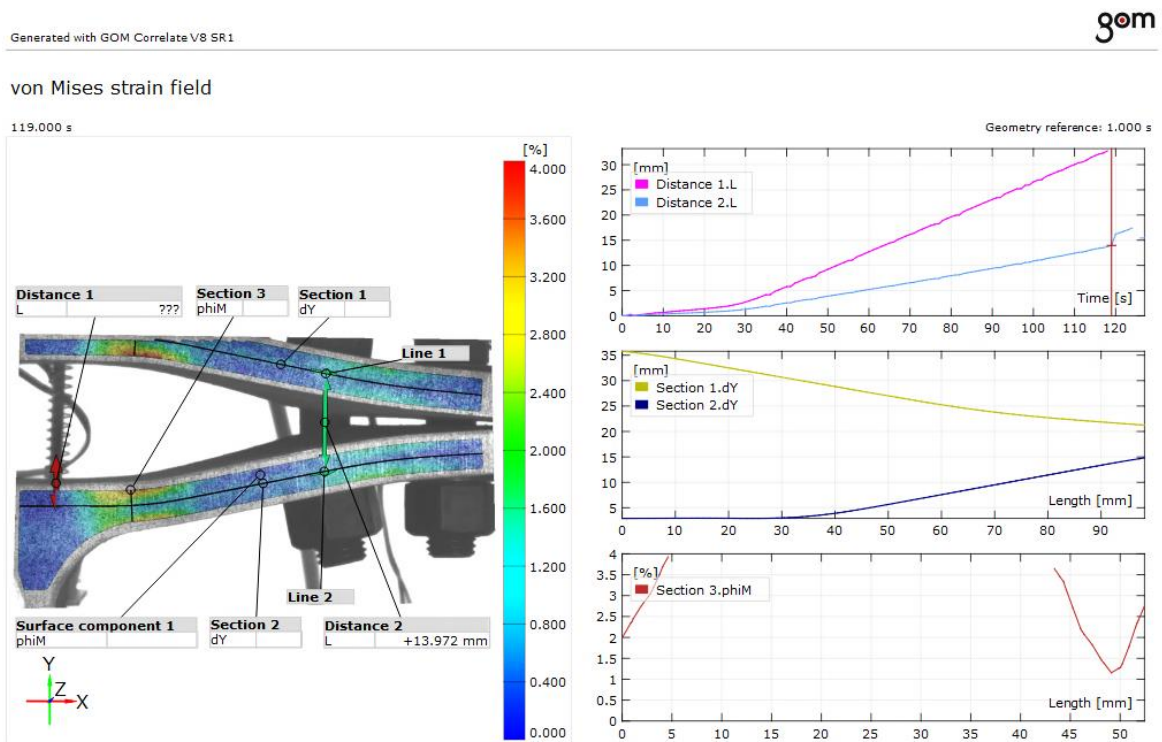 gom
Generated with GOM Correlate V8 SR1
von Mises strain field
119.000 s
Geometry reference: 1.000 s
[%]
4.000
3.600
3.200
2.800
2.400
2.000
1.600
1.200
0.800
0.400
0.000
Distance 1
L ???
Section 3
phiM
Section 1
dY
Line 1
Line 2
Surface component 1
phiM
Section 2
dY
Distance 2
L +13.972 mm
Y
Z
X
[mm]
Distance 1.L
Distance 2.L
30
25
20
15
10
5
0
Time [s]
0 10 20 30 40 50 60 70 80 90 100 110 120
[mm]
Section 1.dY
Section 2.dY
35
30
25
20
15
10
5
Length [mm]
0 10 20 30 40 50 60 70 80 90
[%]
Section 3.phiM
4
3.5
3
2.5
2
1.5
1
0.5
0
Length [mm]
0 5 10 15 20 25 30 35 40 45 50